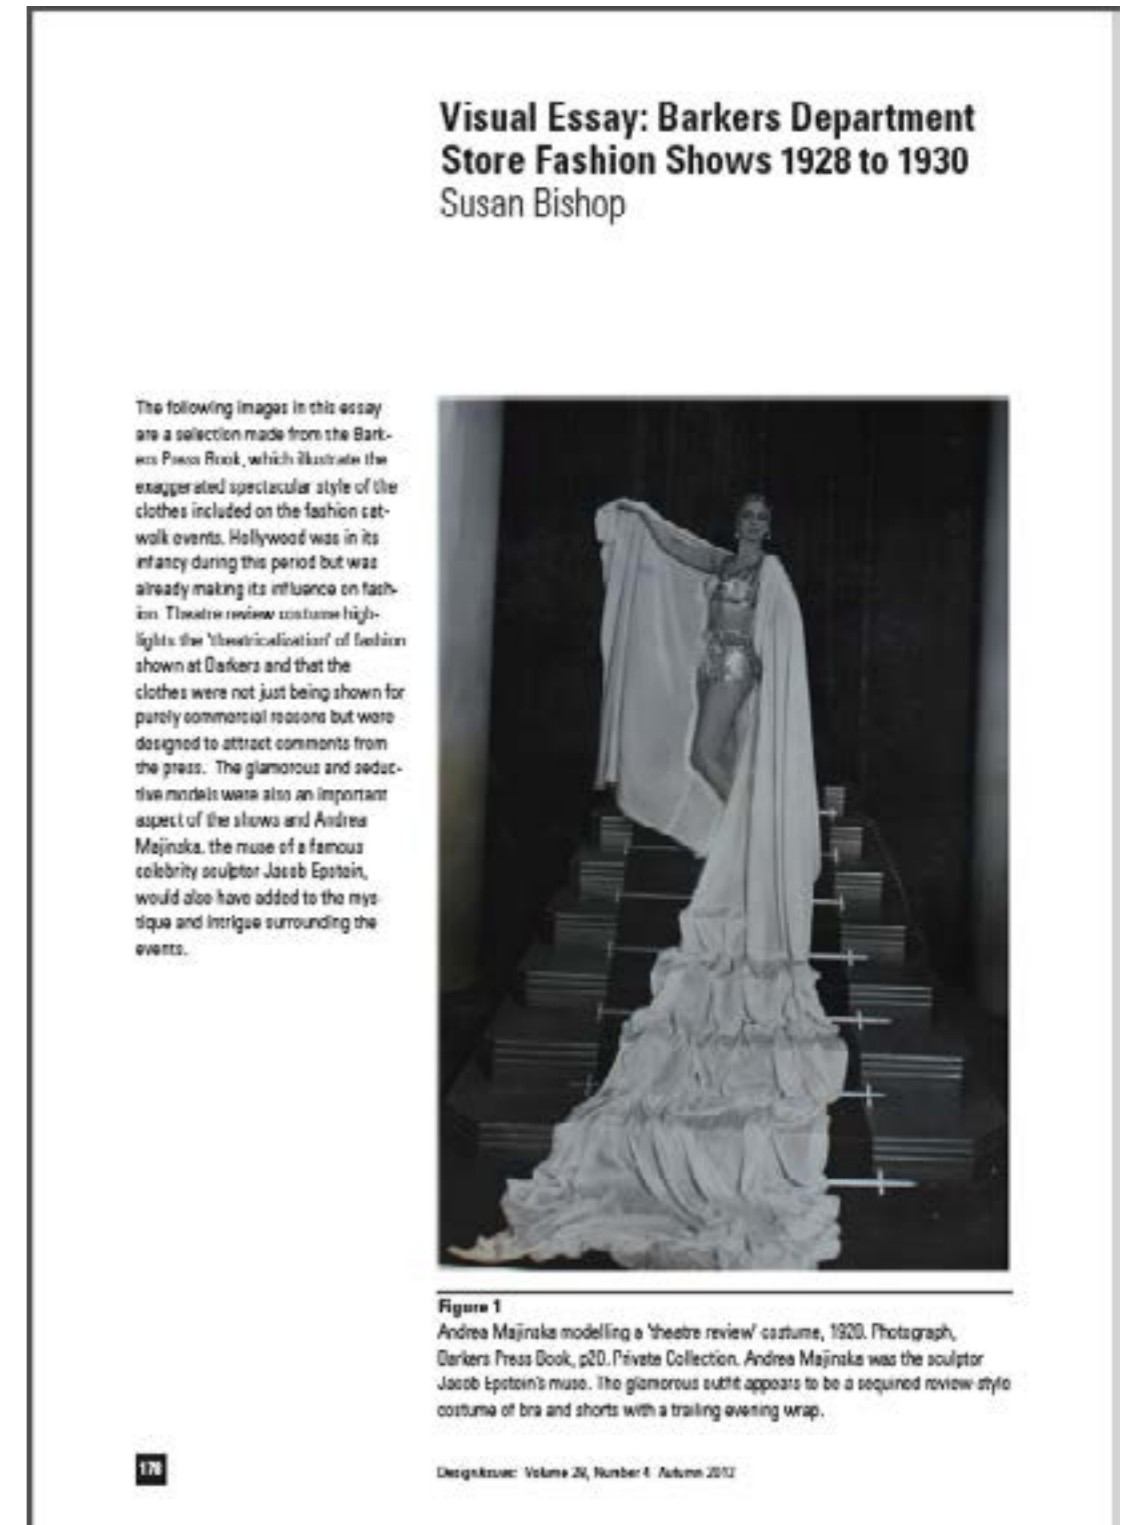 Visual Essay: Barkers Department
Store Fashion Shows 1928 to 1930
Susan Bishop
The following images in this essay
are a selection made from the Bark-
ers Press Book, which illustrate the
exaggerated spectacular style of the
clothes included on the fashion cat-
walk events. Hollywood was in its
infancy during this period but was
already making its influence on fash-
ion. Theatre review costume high-
lights the 'theatricalization' of fashion
shown at Barkers and that the
clothes were not just being shown for
purely commercial reasons but were
designed to attract comments from
the press. The glamorous and seduc-
tive models were also an important
aspect of the shows and Andrea
Majinska, the muse of a famous
celebrity sculptor Jacob Epstein,
would also have added to the mys-
tique and intrigue surrounding the
events.
Figure 1
Andrea Majinska modelling a 'theatre review' costume, Photograph,
Barkers Press Book, p20. Private Collection. Andrea Majinska was the sculptor
Jacob Epstein's muse. The glamorous outfit appears to be a sequined review-style
costume of bra and shorts with a trailing evening wrap.
Design Issues: Volume Number 4 Autumn